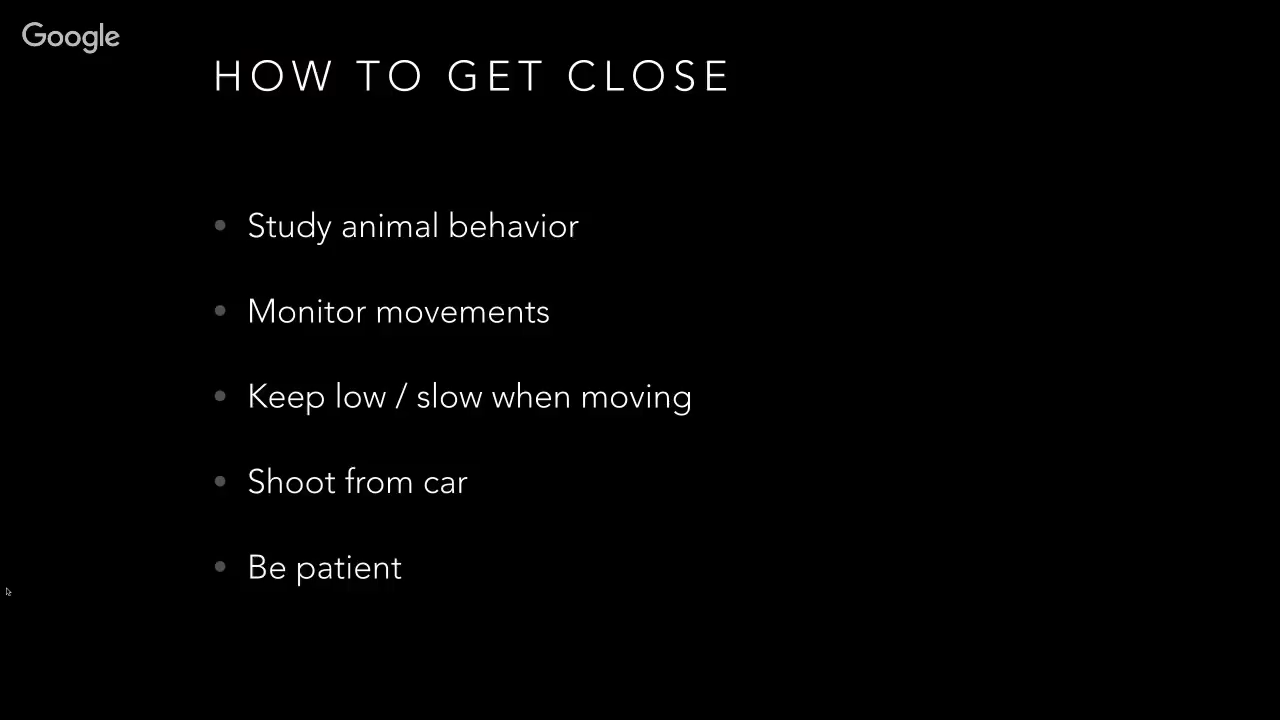 Google
HOW TO GET CLOSE
• Study animal behavior
• Monitor movements
• Keep low / slow when moving
• Shoot from car
• Be patient